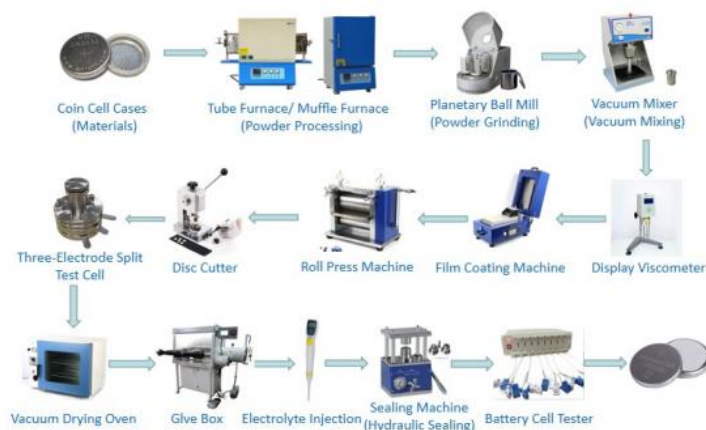 Coin Cell Cases
(Materials)
Tube Furnace/ Muffle Furnace
(Powder Processing)
Planetary Ball Mill
(Powder Grinding)
Vacuum Mixer
(Vacuum Mixing)
Three-Electrode Split
Test Cell
Disc Cutter
Roll Press Machine
Film Coating Machine
Display Viscometer
Vacuum Drying Oven
Glve Box
Electrolyte Injection
Sealing Machine
(Hydraulic Sealing)
Battery Cell Tester